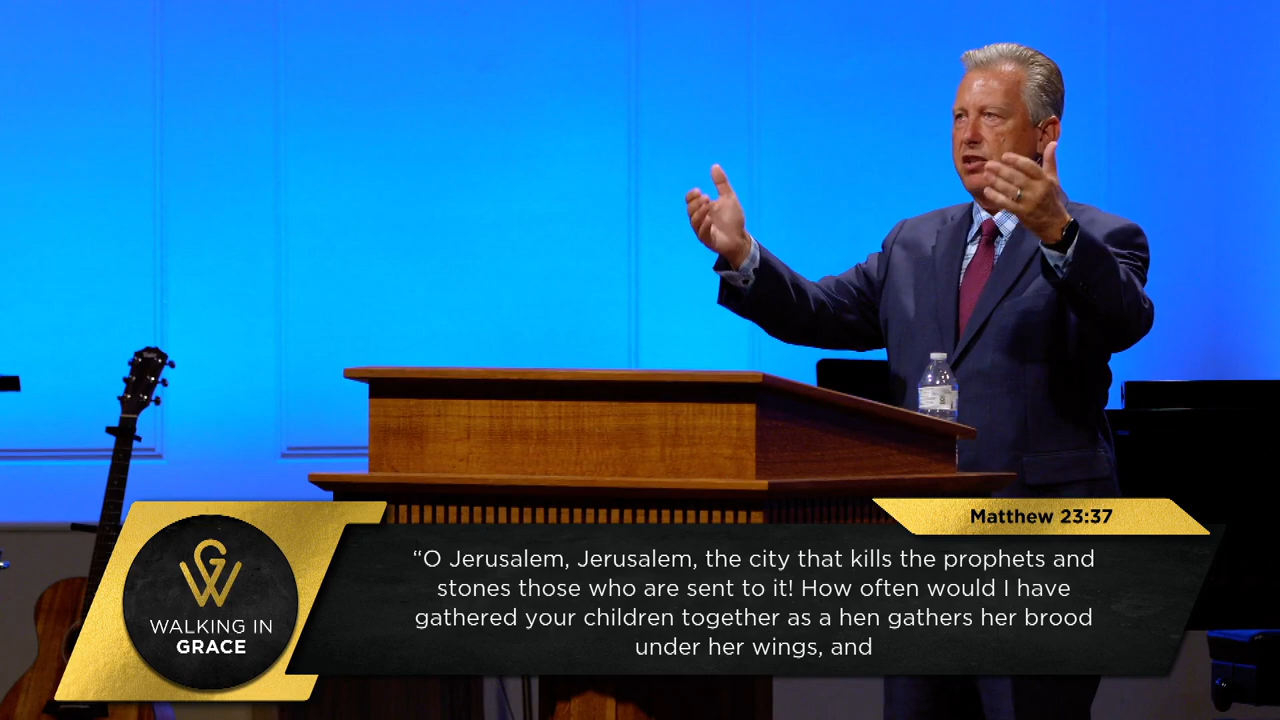 Matthew 23:37
“O Jerusalem, Jerusalem, the city that kills the prophets and
stones those who are sent to it! How often would I have
gathered your children together as a hen gathers her brood
under her wings, and
GW
WALKING IN
GRACE